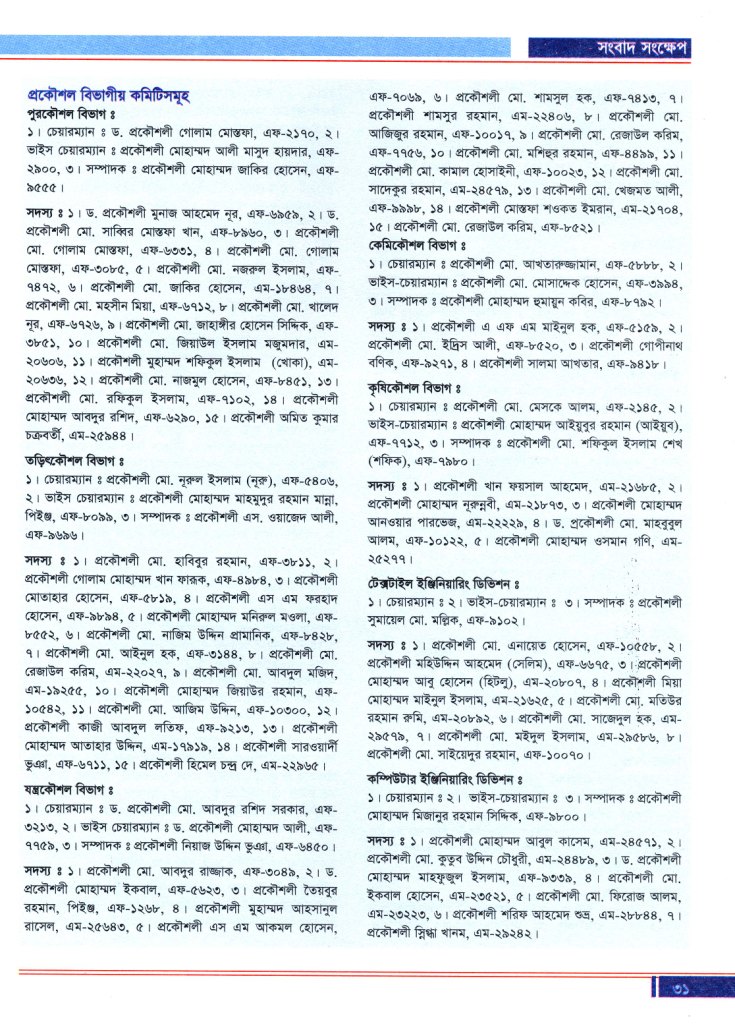 সংবাদ সংক্ষেপ
প্রকৌশল বিভাগীয় কমিটিসমূহ
পুরকৌশল বিভাগ ঃ
১। চেয়ারম্যান ঃ ড. প্রকৌশলী গোলাম মোস্তফা, এফ-২১৭০, ২।
ভাইস চেয়ারম্যান ঃ প্রকৌশলী মোহাম্মদ আলী মাসুদ হায়দার, এফ-
২৯০০, ৩। সম্পাদক ঃ প্রকৌশলী মোহাম্মদ জাকির হোসেন, এফ-
৯৫৫৫।
সদস্য ঃ ১। ড. প্রকৌশলী মুনাজ আহমেদ নূর, এফ-৬৯৫৯, ২। ড.
প্রকৌশলী মো. সাব্বির মোস্তফা খান, এফ-৮৯৬০, ৩। প্রকৌশলী
মো. গোলাম মোস্তফা, এফ-৬৩৩১, ৪। প্রকৌশলী মো. গোলাম
মোস্তফা, এফ-৩০৮৫, ৫। প্রকৌশলী মো. নজরুল ইসলাম, এফ-
৭৪৭২, ৬। প্রকৌশলী মো. জাকির হোসেন, এম-১৮৪৬৪, ৭।
প্রকৌশলী মো. মহসীন মিয়া, এফ-৬৭১২, ৮। প্রকৌশলী মো. খালেদ
নূর, এফ-৬৭২৬, ৯। প্রকৌশলী মো. জাহাঙ্গীর হোসেন সিদ্দিক, এফ-
৩৮৫১, ১০। প্রকৌশলী মো. জিয়াউল ইসলাম মজুমদার, এম-
২০৬০৬, ১১। প্রকৌশলী মুহাম্মদ শফিকুল ইসলাম (খোকা), এম-
২০৬৩৬, ১২। প্রকৌশলী মো. নাজমুল হোসেন, এফ-৮৪৫১, ১৩।
প্রকৌশলী মো. রফিকুল ইসলাম, এফ-৭১০২, ১৪। প্রকৌশলী
মোহাম্মদ আবদুর রশিদ, এফ-৬২৯০, ১৫। প্রকৌশলী অমিত কুমার
চক্রবর্তী, এম-২৫৯৪৪।
তড়িৎকৌশল বিভাগ ঃ
১। চেয়ারম্যান ঃ প্রকৌশলী মো. নূরুল ইসলাম (নূরু), এফ-৫৪০৬,
২। ভাইস চেয়ারম্যান ঃ প্রকৌশলী মোহাম্মদ মাহমুদুর রহমান মান্না,
পিইঞ্জ, এফ-৮০৯৯, ৩। সম্পাদক ঃ প্রকৌশলী এস. ওয়াজেদ আলী,
এফ-৯৬৯৬।
সদস্য ঃ ১। প্রকৌশলী মো. হাবিবুর রহমান, এফ-৩৮১১, ২।
প্রকৌশলী গোলাম মোহাম্মদ খান ফারূক, এফ-৪৯৮৪, ৩। প্রকৌশলী
মোতাহার হোসেন, এফ-৫৮১৯, ৪। প্রকৌশলী এস এম ফরহাদ
হোসেন, এফ-৯৮৯৪, ৫। প্রকৌশলী মোহাম্মদ মনিরুল মওলা, এফ-
৮৫৫২, ৬। প্রকৌশলী মো. নাজিম উদ্দিন প্রামানিক, এফ-৮৪২৮,
৭। প্রকৌশলী মো. আইনুল হক, এফ-৩১৪৪, ৮। প্রকৌশলী মো.
রেজাউল করিম, এম-২২০২৭, ৯। প্রকৌশলী মো. আবদুল মজিদ,
এম-১৯২৫৫, ১০। প্রকৌশলী মোহাম্মদ জিয়াউর রহমান, এফ-
১০৫৪২, ১১। প্রকৌশলী মো. আজিম উদ্দিন, এফ-১০৩০০, ১২।
প্রকৌশলী কাজী আবদুল লতিফ, এফ-৯২১৩, ১৩। প্রকৌশলী
মোহাম্মদ আতাহার উদ্দিন, এম-১৭৯১৯, ১৪। প্রকৌশলী সারওয়ার্দী
ভুঞা, এফ-৬৭১১, ১৫। প্রকৌশলী হিমেল চন্দ্র দে, এম-২২৯৬৫।
যন্ত্রকৌশল বিভাগ ঃ
১। চেয়ারম্যান ঃ ড. প্রকৌশলী মো. আবদুর রশিদ সরকার, এফ-
৩২১৩, ২। ভাইস চেয়ারম্যান ঃ ড. প্রকৌশলী মোহাম্মদ আলী, এফ-
৭৭৫৯, ৩। সম্পাদক ঃ প্রকৌশলী নিয়াজ উদ্দিন ভুঞা, এফ-৬৪৫০।
সদস্য ঃ ১। প্রকৌশলী মো. আবদুর রাজ্জাক, এফ-৩০৪৯, ২। ড.
প্রকৌশলী মোহাম্মদ ইকবাল, এফ-৫৬২৩, ৩। প্রকৌশলী তৈয়বুর
রহমান, পিইঞ্জ, এফ-১২৬৮, ৪। প্রকৌশলী মুহাম্মদ আহসানুল
রাসেল, এম-২৫৬৪৩, ৫। প্রকৌশলী এস এম আকমল হোসেন,
এফ-৭০৬৯, ৬। প্রকৌশলী মো. শামসুল হক, এফ-৭৪১৩, ৭।
প্রকৌশলী শামসুর রহমান, এম-২২৪০৬, ৮। প্রকৌশলী মো.
আজিজুর রহমান, এফ-১০০১৭, ৯। প্রকৌশলী মো. রেজাউল করিম,
এফ-৭৭৫৬, ১০। প্রকৌশলী মো. মশিহুর রহমান, এফ-৪৪৯৯, ১১।
প্রকৌশলী মো. কামাল হোসাইনী, এফ-১০০২৩, ১২। প্রকৌশলী মো.
সাদেকুর রহমান, এম-২৪৫৭৯, ১৩। প্রকৌশলী মো. খেজমত আলী,
এফ-৯৯৯৮, ১৪। প্রকৌশলী মোস্তফা শওকত ইমরান, এম-২১৭০৪,
১৫। প্রকৌশলী মো. রেজাউল করিম, এফ-৮৫২১।
কেমিকৌশল বিভাগ ঃ
১। চেয়ারম্যান ঃ প্রকৌশলী মো. আখতারুজ্জামান, এফ-৫৮৮৮, ২।
ভাইস-চেয়ারম্যান ঃ প্রকৌশলী মো. মোসাদ্দেক হোসেন, এফ-৩৯৯৪,
৩। সম্পাদক ঃ প্রকৌশলী মোহাম্মদ হুমায়ুন কবির, এফ-৮৭৯২।
সদস্য ঃ ১। প্রকৌশলী এ এফ এম মাইনুল হক, এফ-৫১৫৯, ২।
প্রকৌশলী মো. ইদ্রিস আলী, এফ-৮৫২০, ৩। প্রকৌশলী গোপীনাথ
বণিক, এফ-৯২৭১, ৪। প্রকৌশলী সালমা আখতার, এফ-৯৪১৮।
কৃষিকৌশল বিভাগ ঃ
১। চেয়ারম্যান ঃ প্রকৌশলী মো. মেসকে আলম, এফ-২১৪৫, ২।
ভাইস-চেয়ারম্যান ঃ প্রকৌশলী মোহাম্মদ আইয়ুবুর রহমান (আইয়ুব),
এফ-৭৭১২, ৩। সম্পাদক ঃ প্রকৌশলী মো. শফিকুল ইসলাম শেখ
(শফিক), এফ-৭৯৮০।
সদস্য ঃ ১। প্রকৌশলী খান ফয়সাল আহমেদ, এম-২১৬৮৫, ২।
প্রকৌশলী মোহাম্মদ নূরুন্নবী, এম-২১৮৭৩, ৩। প্রকৌশলী মোহাম্মদ
আনওয়ার পারভেজ, এম-২২২২৯, ৪। ড. প্রকৌশলী মো. মাহবুবুল
আলম, এফ-১০১২২, ৫। প্রকৌশলী মোহাম্মদ ওসমান গণি, এম-
২৫২৭৭।
টেক্সটাইল ইঞ্জিনিয়ারিং ডিভিশন ঃ
১। চেয়ারম্যান ঃ ২। ভাইস-চেয়ারম্যান ঃ ৩। সম্পাদক ঃ প্রকৌশলী
সুমায়েল মো. মল্লিক, এফ-৯১০২।
সদস্য ঃ ১। প্রকৌশলী মো. এনায়েত হোসেন, এফ-১০৫৫৮, ২।
প্রকৌশলী মহিউদ্দিন আহমেদ (সেলিম), এফ-৬৬৭৫, ৩। প্রকৌশলী
মোহাম্মদ আবু হোসেন (হিটলু), এম-২০৮০৭, ৪। প্রকৌশলী মিয়া
মোহাম্মদ মাইনুল ইসলাম, এম-২১৬২৫, ৫। প্রকৌশলী মো. মতিউর
রহমান রুমি, এম-২০৮৯২, ৬। প্রকৌশলী মো. সাজেদুল হক, এম-
২৯৫৭৯, ৭। প্রকৌশলী মো. মইদুল ইসলাম, এম-২৯৫৮৬, ৮।
প্রকৌশলী মো. সাইয়েদুর রহমান, এফ-১০০৭০।
কম্পিউটার ইঞ্জিনিয়ারিং ডিভিশন ঃ
১। চেয়ারম্যান ঃ ২। ভাইস-চেয়ারম্যান ঃ ৩। সম্পাদক ঃ প্রকৌশলী
মোহাম্মদ মিজানুর রহমান সিদ্দিক, এফ-৯৮০০।
সদস্য ঃ ১। প্রকৌশলী মোহাম্মদ আবুল কাসেম, এম-২৪৫৭১, ২।
প্রকৌশলী মো. কুতুব উদ্দিন চৌধুরী, এম-২৪৪৮৯, ৩। ড. প্রকৌশলী
মোহাম্মদ মাহফুজুল ইসলাম, এফ-৯৩৩৯, ৪। প্রকৌশলী মো.
ইকবাল হোসেন, এম-২৩৫২১, ৫। প্রকৌশলী মো. ফিরোজ আলম,
এম-২৩২২৩, ৬। প্রকৌশলী শরিফ আহমেদ শুভ্র, এম-২৮৮৪৪, ৭।
প্রকৌশলী স্নিগ্ধা খানম, এম-২৯২৪২।
৩১